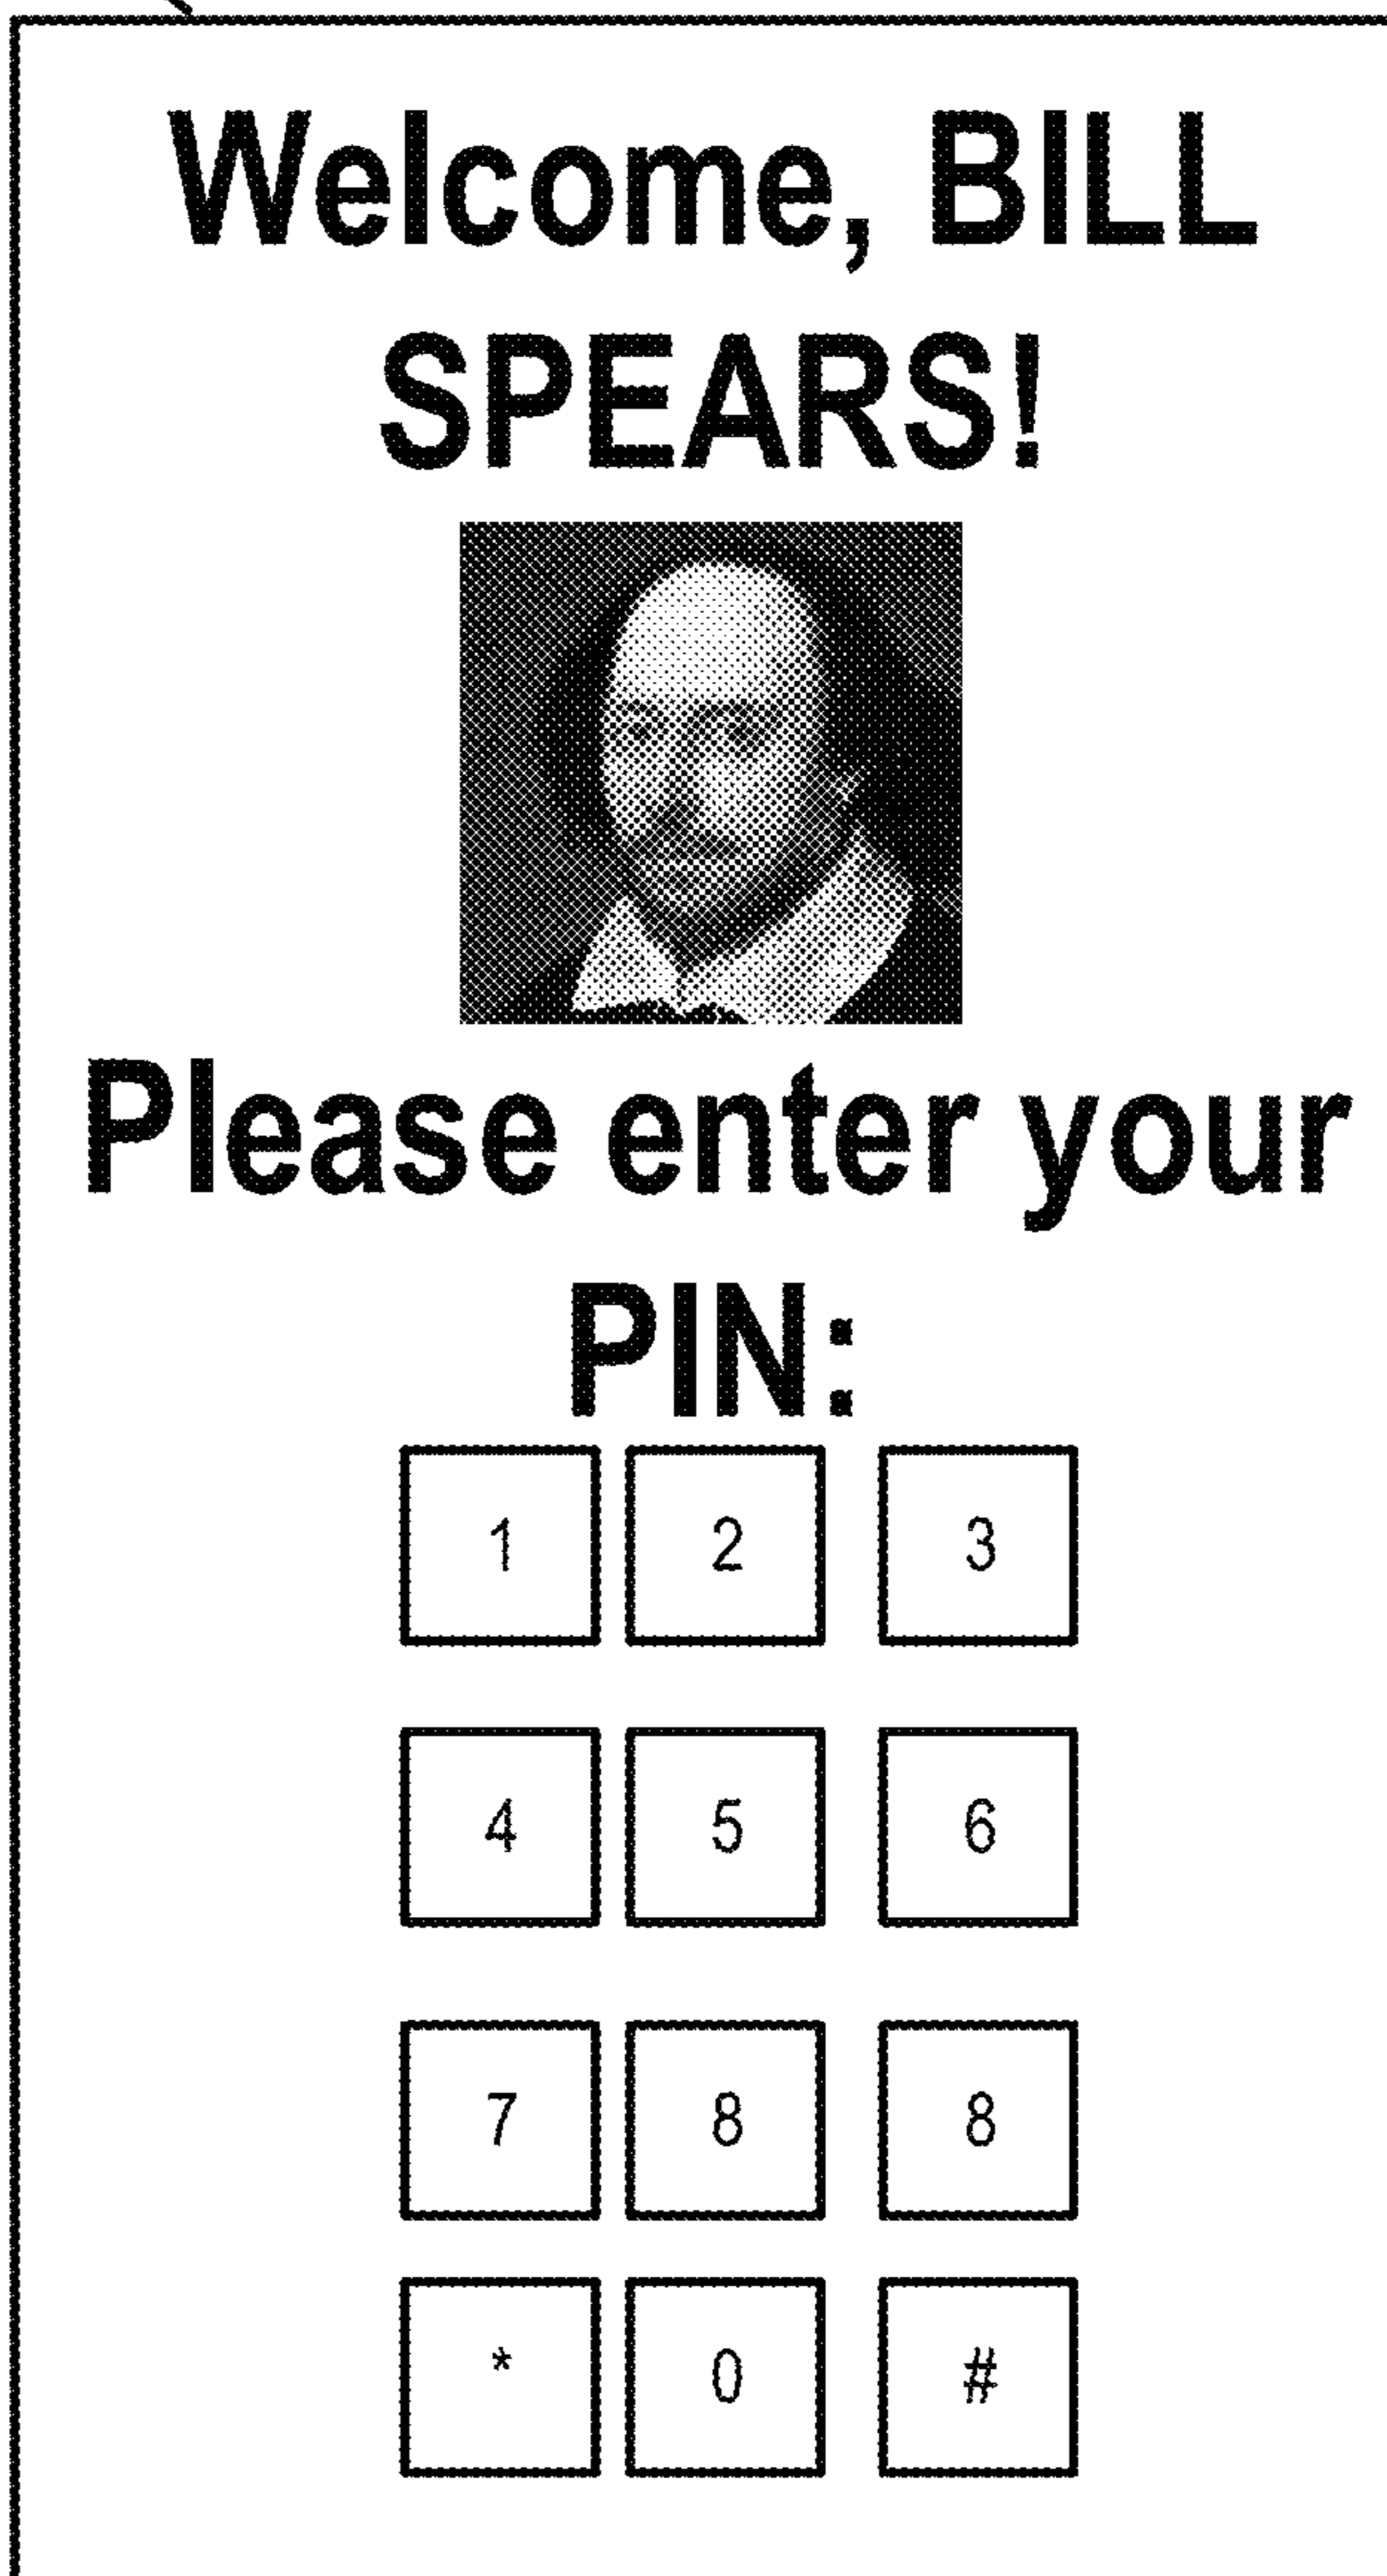 Welcome, BILL
SPEARS!
Please enter your
PIN:
1 2 3
4 5 6
7 8 8
* 0 #